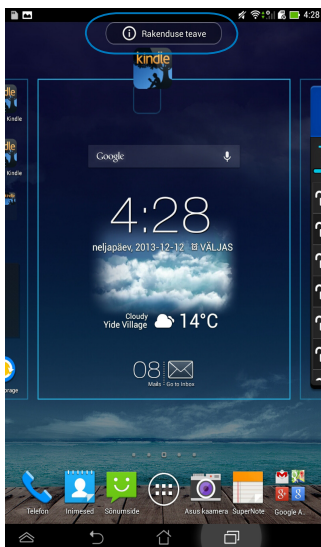 4:28
Rakenduse teave
kindle
Kindle
Kindle
Google
4:28
neljapäev, 2013-12-12 VÄLJAS
Cloudy
Yide Village
14°C
08
Mails
Go to Inbox
orage
Telefon
Inimesed
Sõnumside
Asus kaamera
SuperNote
Google A..